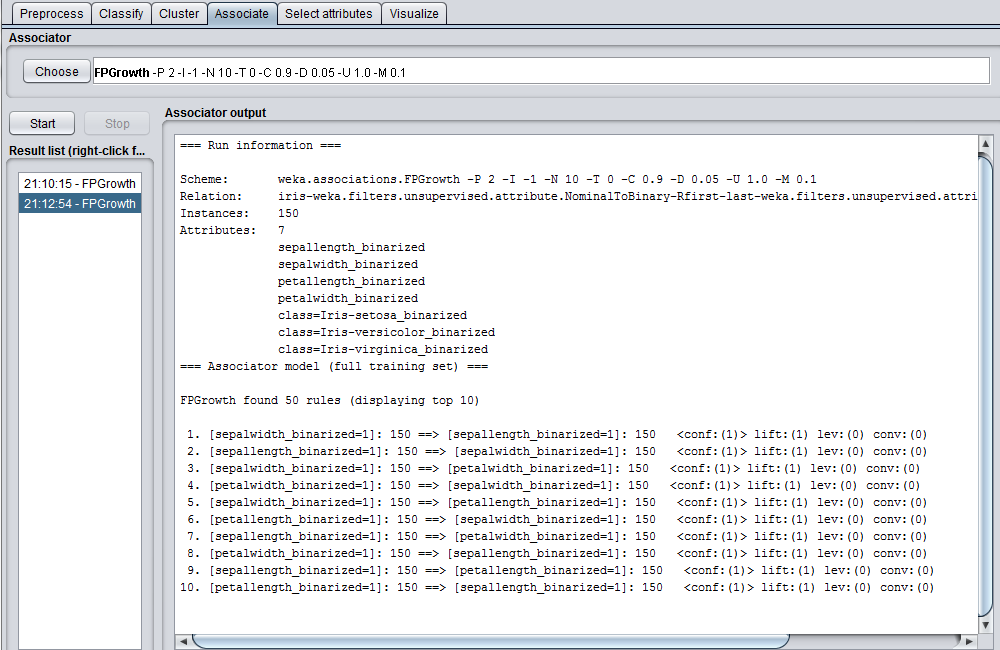 Preprocess Classify Cluster Associate Select attributes Visualize
Associator
Choose FPGrowth -P 2 -I -1 -N 10 -T 0 -C 0.9 -D 0.05 -U 1.0 -M 0.1
Start Stop
Result list (right-click f...
21:10:15 - FPGrowth
21:12:54 - FPGrowth
Associator output
=== Run information ===
Scheme: weka.associations.FPGrowth -P 2 -I -1 -N 10 -T 0 -C 0.9 -D 0.05 -U 1.0 -M 0.1
Relation: iris-weka.filters.unsupervised.attribute.NominalToBinary-Rfirst-last-weka.filters.unsupervised.attri
Instances: 150
Attributes: 7
sepallength_binarized
sepalwidth_binarized
petallength_binarized
petalwidth_binarized
class=Iris-setosa_binarized
class=Iris-versicolor_binarized
class=Iris-virginica_binarized
=== Associator model (full training set) ===
FPGrowth found 50 rules (displaying top 10)
1. [sepalwidth_binarized=1]: 150 ==> [sepallength_binarized=1]: 150 <conf:(1)> lift:(1) lev:(0) conv:(0)
2. [sepallength_binarized=1]: 150 ==> [sepalwidth_binarized=1]: 150 <conf:(1)> lift:(1) lev:(0) conv:(0)
3. [sepalwidth_binarized=1]: 150 ==> [petalwidth_binarized=1]: 150 <conf:(1)> lift:(1) lev:(0) conv:(0)
4. [petalwidth_binarized=1]: 150 ==> [sepalwidth_binarized=1]: 150 <conf:(1)> lift:(1) lev:(0) conv:(0)
5. [sepalwidth_binarized=1]: 150 ==> [petallength_binarized=1]: 150 <conf:(1)> lift:(1) lev:(0) conv:(0)
6. [petallength_binarized=1]: 150 ==> [sepalwidth_binarized=1]: 150 <conf:(1)> lift:(1) lev:(0) conv:(0)
7. [sepallength_binarized=1]: 150 ==> [petalwidth_binarized=1]: 150 <conf:(1)> lift:(1) lev:(0) conv:(0)
8. [petalwidth_binarized=1]: 150 ==> [sepallength_binarized=1]: 150 <conf:(1)> lift:(1) lev:(0) conv:(0)
9. [sepallength_binarized=1]: 150 ==> [petallength_binarized=1]: 150 <conf:(1)> lift:(1) lev:(0) conv:(0)
10. [petallength_binarized=1]: 150 ==> [sepallength_binarized=1]: 150 <conf:(1)> lift:(1) lev:(0) conv:(0)